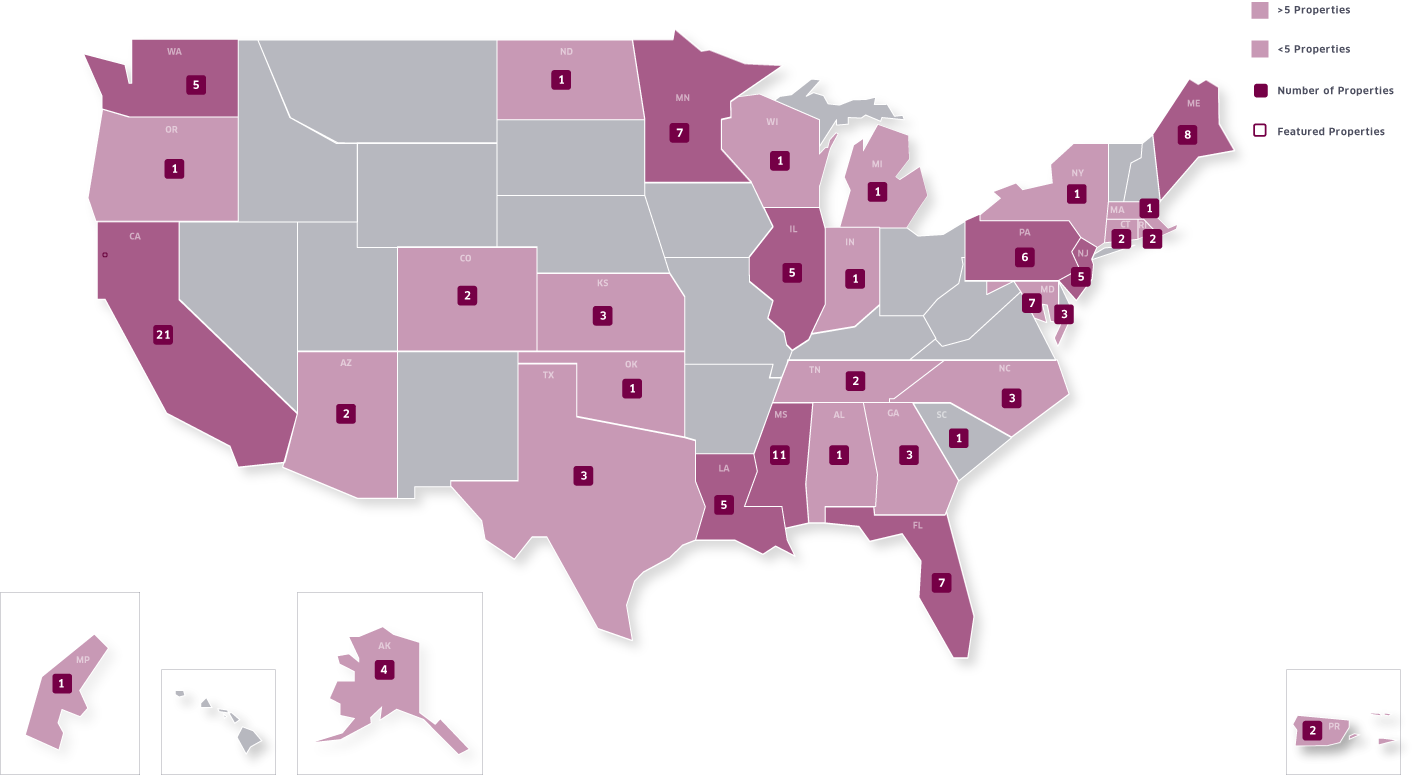 >5 Properties
<5 Properties
Number of Properties
Featured Properties
WA
5
ND
1
MN
7
OR
1
WI
1
MI
1
ME
8
NY
1
MA
1
CT
2
RI
2
CA
21
CO
2
KS
3
IL
5
IN
1
PA
6
NJ
5
MD
7
3
AZ
2
OK
1
TX
3
TN
2
NC
3
MS
11
AL
1
GA
3
SC
1
LA
5
FL
7
MP
1
AK
4
PR
2